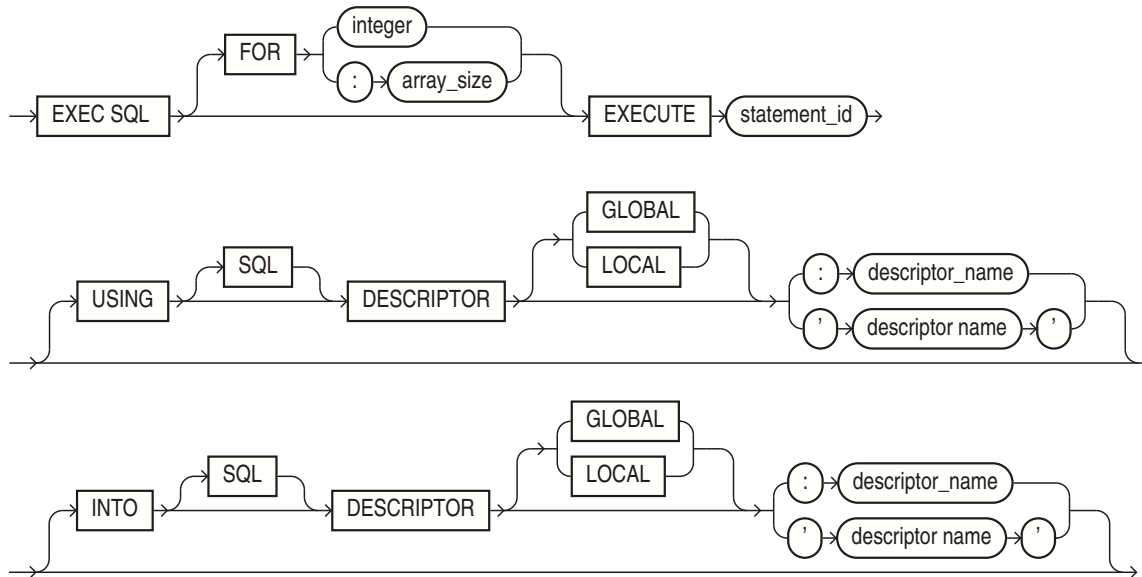 integer
FOR
: array_size
EXEC SQL EXECUTE statement_id
GLOBAL
SQL LOCAL : descriptor_name
USING DESCRIPTOR ' descriptor name '
GLOBAL
SQL LOCAL : descriptor_name
INTO DESCRIPTOR ' descriptor name '